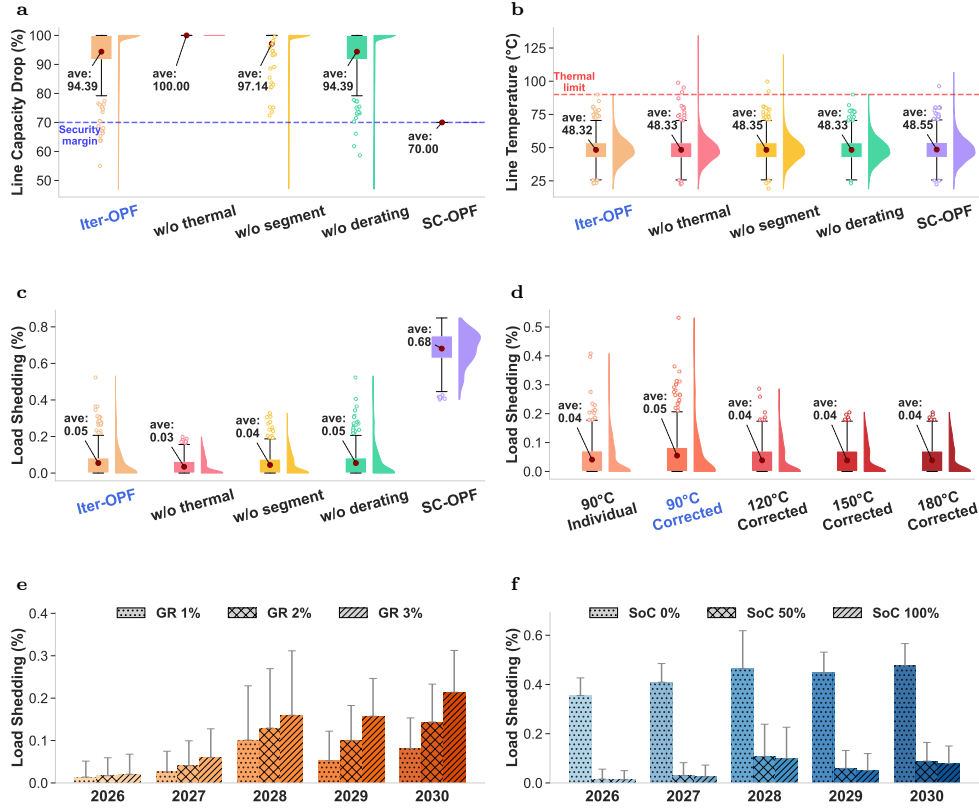 a
Line Capacity Drop (%)
100
90
80
70
60
50
ave:
94.39
ave:
100.00
ave:
97.14
ave:
94.39
ave:
70.00
Security
margin
Iter-OPF
w/o thermal
w/o segment
w/o derating
SC-OPF
b
Line Temperature (°C)
125
100
75
50
25
Thermal
limit
ave:
48.32
ave:
48.33
ave:
48.35
ave:
48.33
ave:
48.55
Iter-OPF
w/o thermal
w/o segment
w/o derating
SC-OPF
c
Load Shedding (%)
0.8
0.6
0.4
0.2
0.0
ave:
0.05
ave:
0.03
ave:
0.04
ave:
0.05
ave:
0.68
Iter-OPF
w/o thermal
w/o segment
w/o derating
SC-OPF
d
Load Shedding (%)
0.5
0.4
0.3
0.2
0.1
0.0
ave:
0.04
ave:
0.05
ave:
0.04
ave:
0.04
ave:
0.04
90°C
Individual
90°C
Corrected
120°C
Corrected
150°C
Corrected
180°C
Corrected
e
Load Shedding (%)
0.4
0.3
0.2
0.1
0.0
GR 1%
GR 2%
GR 3%
2026
2027
2028
2029
2030
f
Load Shedding (%)
0.6
0.4
0.2
0.0
SoC 0%
SoC 50%
SoC 100%
2026
2027
2028
2029
2030